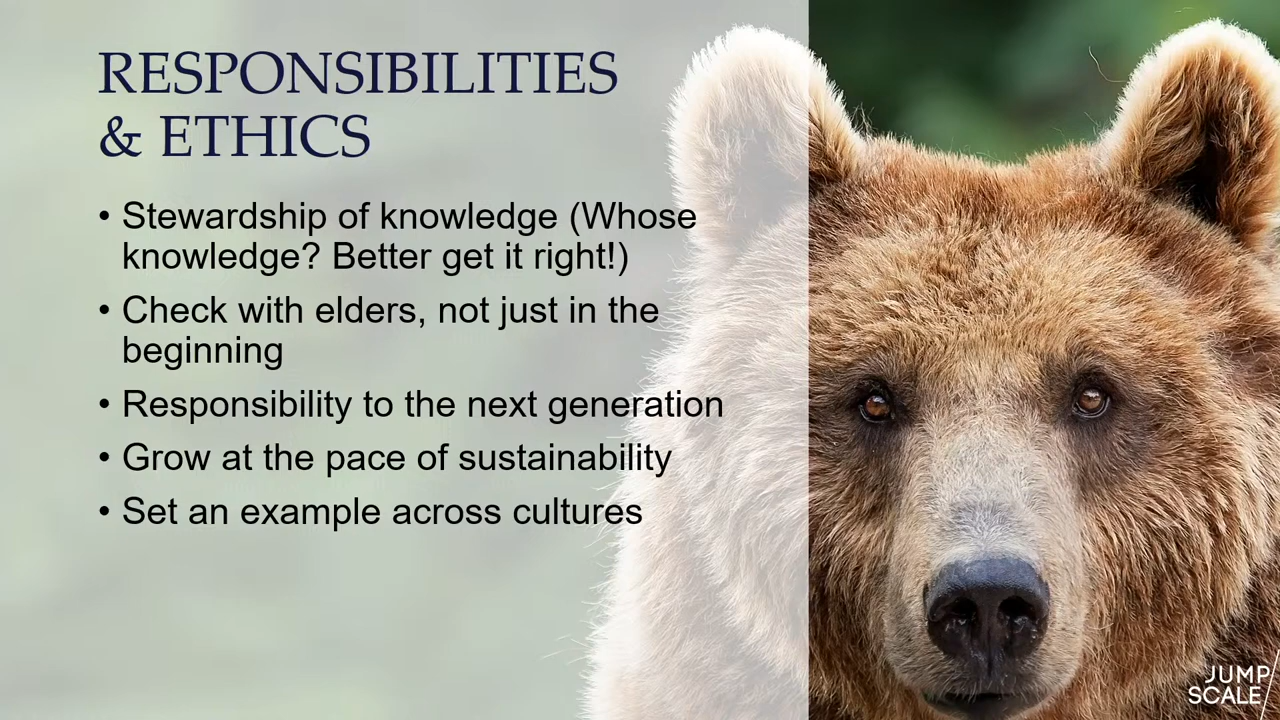 RESPONSIBILITIES
& ETHICS
• Stewardship of knowledge (Whose
knowledge? Better get it right!)
• Check with elders, not just in the
beginning
• Responsibility to the next generation
• Grow at the pace of sustainability
• Set an example across cultures
JUMP
SCALE